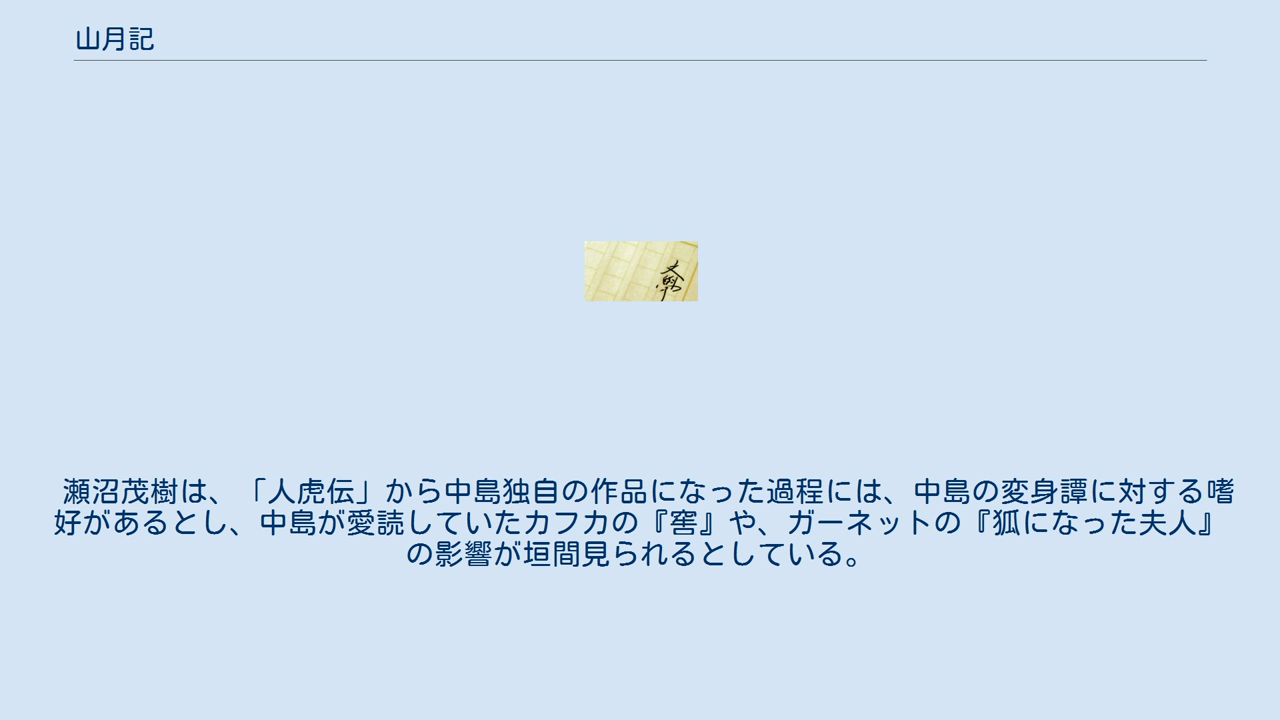 山月記
瀬沼茂樹は、「人虎伝」から中島独自の作品になった過程には、中島の変身譚に対する嗜
好があるとし、中島が愛読していたカフカの『窖』や、ガーネットの『狐になった夫人』
の影響が垣間見られるとしている。